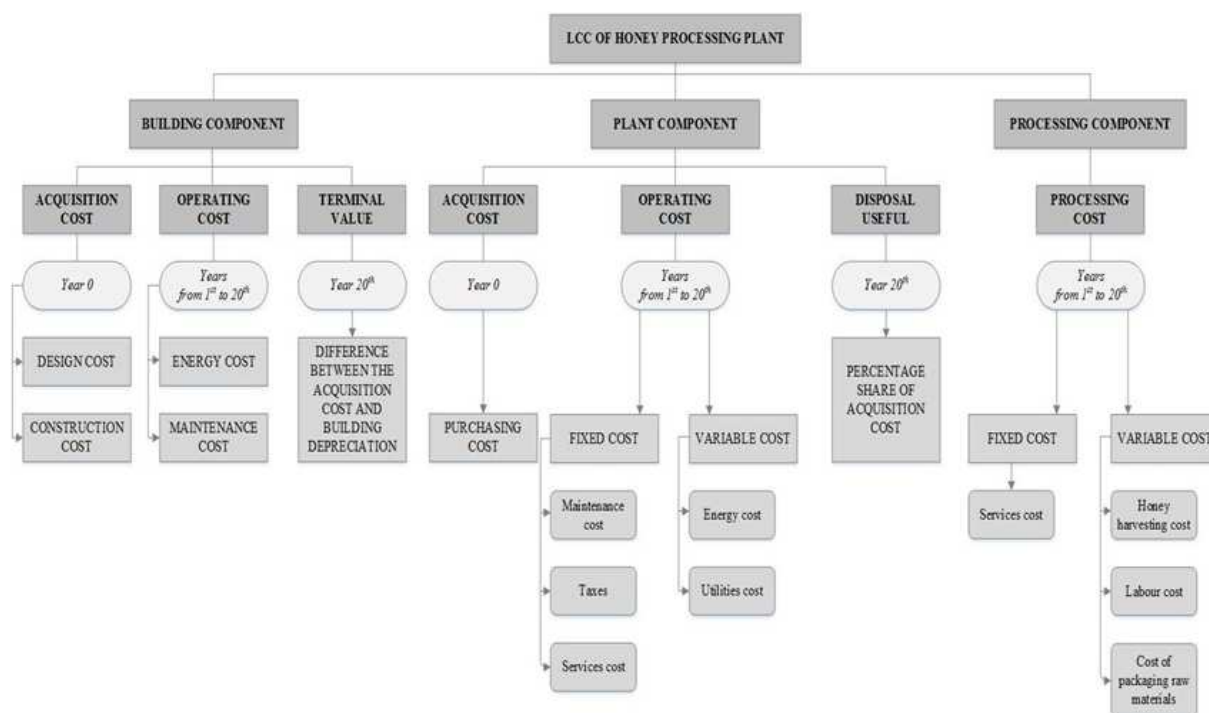 LCC OF HONEY PROCESSING PLANT
BUILDING COMPONENT
PLANT COMPONENT
PROCESSING COMPONENT
ACQUISITION
COST
OPERATING
COST
TERMINAL
VALUE
ACQUISITION
COST
OPERATING
COST
DISPOSAL
USEFUL
PROCESSING
COST
Year 0
Years
from 1st to 20th
Year 20th
Year 0
Years
from 1st to 20th
Year 20th
Years
from 1st to 20th
DESIGN COST
CONSTRUCTION
COST
ENERGY COST
MAINTENANCE
COST
DIFFERENCE
BETWEEN THE
ACQUISITION
COST AND
BUILDING
DEPRECIATION
PURCHASING
COST
FIXED COST
Maintenance
cost
Taxes
Services cost
VARIABLE COST
Energy cost
Utilities cost
PERCENTAGE
SHARE OF
ACQUISITION
COST
FIXED COST
Services cost
VARIABLE COST
Honey
harvesting cost
Labour cost
Cost of
packaging raw
materials